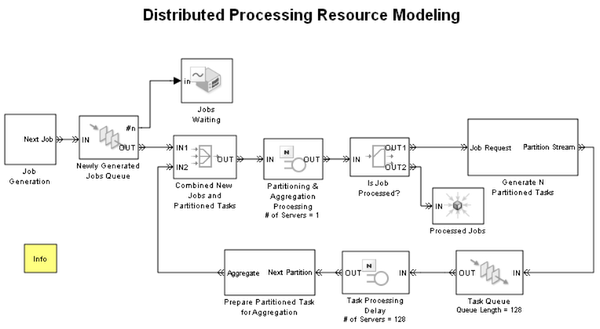 Distributed Processing Resource Modeling
in
Jobs
Waiting
#n
Next Job
IN
OUT
Job
Generation
Newly Generated
Jobs Queue
IN1
IN2
OUT
Combined New
Jobs and
Partitioned Tasks
N
IN
OUT
Partitioning &
Aggregation
Processing
# of Servers = 1
IN
OUT1
OUT2
Is Job
Processed?
Job Request
Partition Stream
Generate N
Partitioned Tasks
IN
Processed Jobs
Info
Aggregate
Next Partition
Prepare Partitioned Task
for Aggregation
OUT
N
IN
Task Processing
Delay
# of Servers = 128
OUT
IN
Task Queue
Queue Length = 128